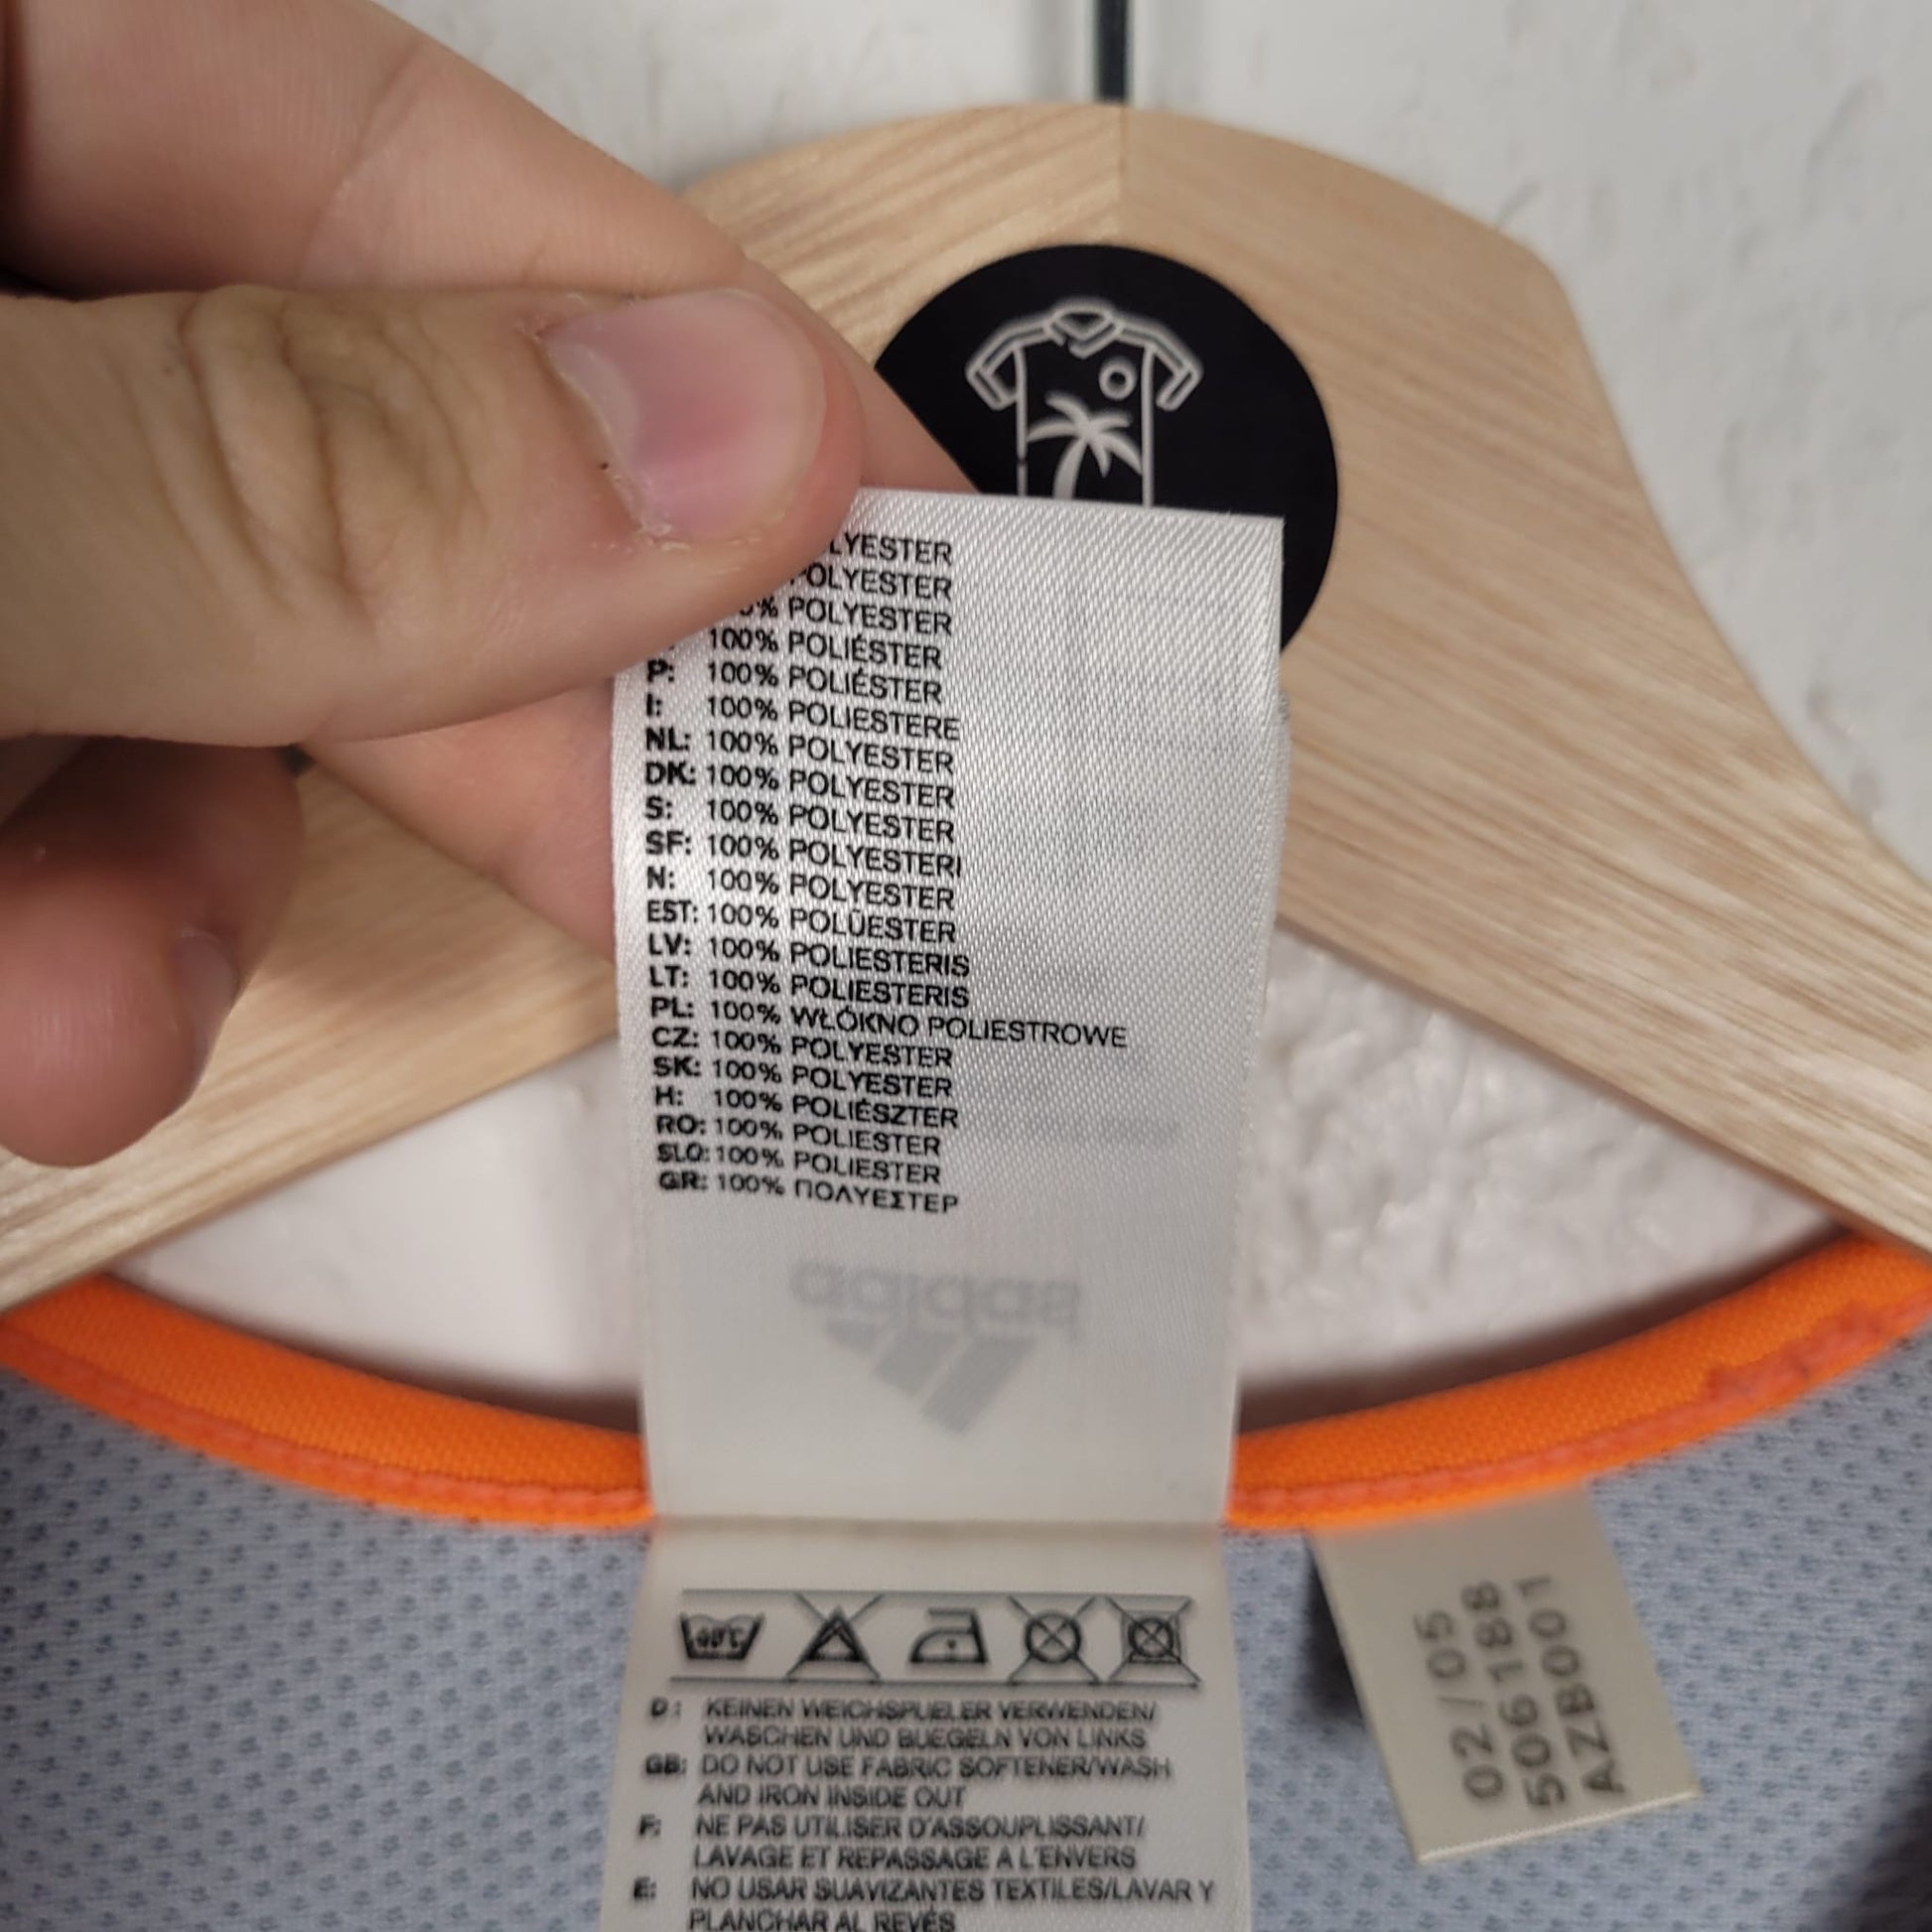 LYESTER
OLYESTER
% POLYESTER
100% POLIÉSTER
P: 100% POLIÉSTER
I: 100% POLIESTERE
NL: 100% POLYESTER
DK: 100% POLYESTER
S: 100% POLYESTER
SF: 100% POLYESTERI
N: 100% POLYESTER
EST: 100% POLÜESTER
LV: 100% POLIESTERIS
LT: 100% POLIESTERIS
PL: 100% WŁÓKNO POLIESTROWE
CZ: 100% POLYESTER
SK: 100% POLYESTER
H: 100% POLIÉSZTER
RO: 100% POLIESTER
SLO: 100% POLIESTER
GR: 100% ΠΟΛΥΕΣΤΕΡ
adidas
40°C
D: KEINEN WEICHSPUELER VERWENDEN/
WASCHEN UND BUEGELN VON LINKS
GB: DO NOT USE FABRIC SOFTENER/WASH
AND IRON INSIDE OUT
F: NE PAS UTILISER D'ASSOUPLISSANT/
LAVAGE ET REPASSAGE A L'ENVERS
E: NO USAR SUAVIZANTES TEXTILES/LAVAR Y
PLANCHAR AL REVÉS
02/05
506188
AZB001